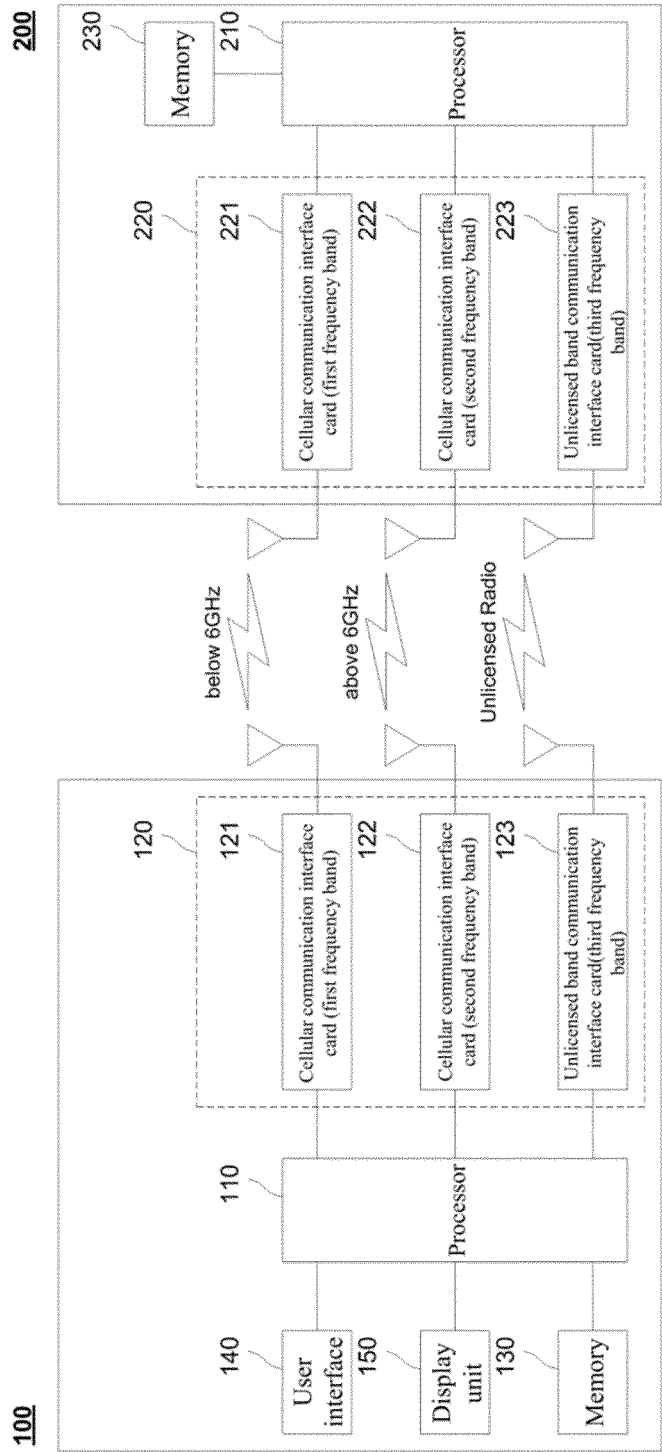 100
140
User
interface
150
Display
unit
130
Memory
110
Processor
120
121
Cellular communication interface
card (first frequency band)
122
Cellular communication interface
card (second frequency band)
123
Unlicensed band communication
interface card(third frequency
band)
below 6GHz
above 6GHz
Unlicensed Radio
200
220
221
Cellular communication interface
card (first frequency band)
222
Cellular communication interface
card (second frequency band)
223
Unlicensed band communication
interface card(third frequency
band)
230
Memory
210
Processor